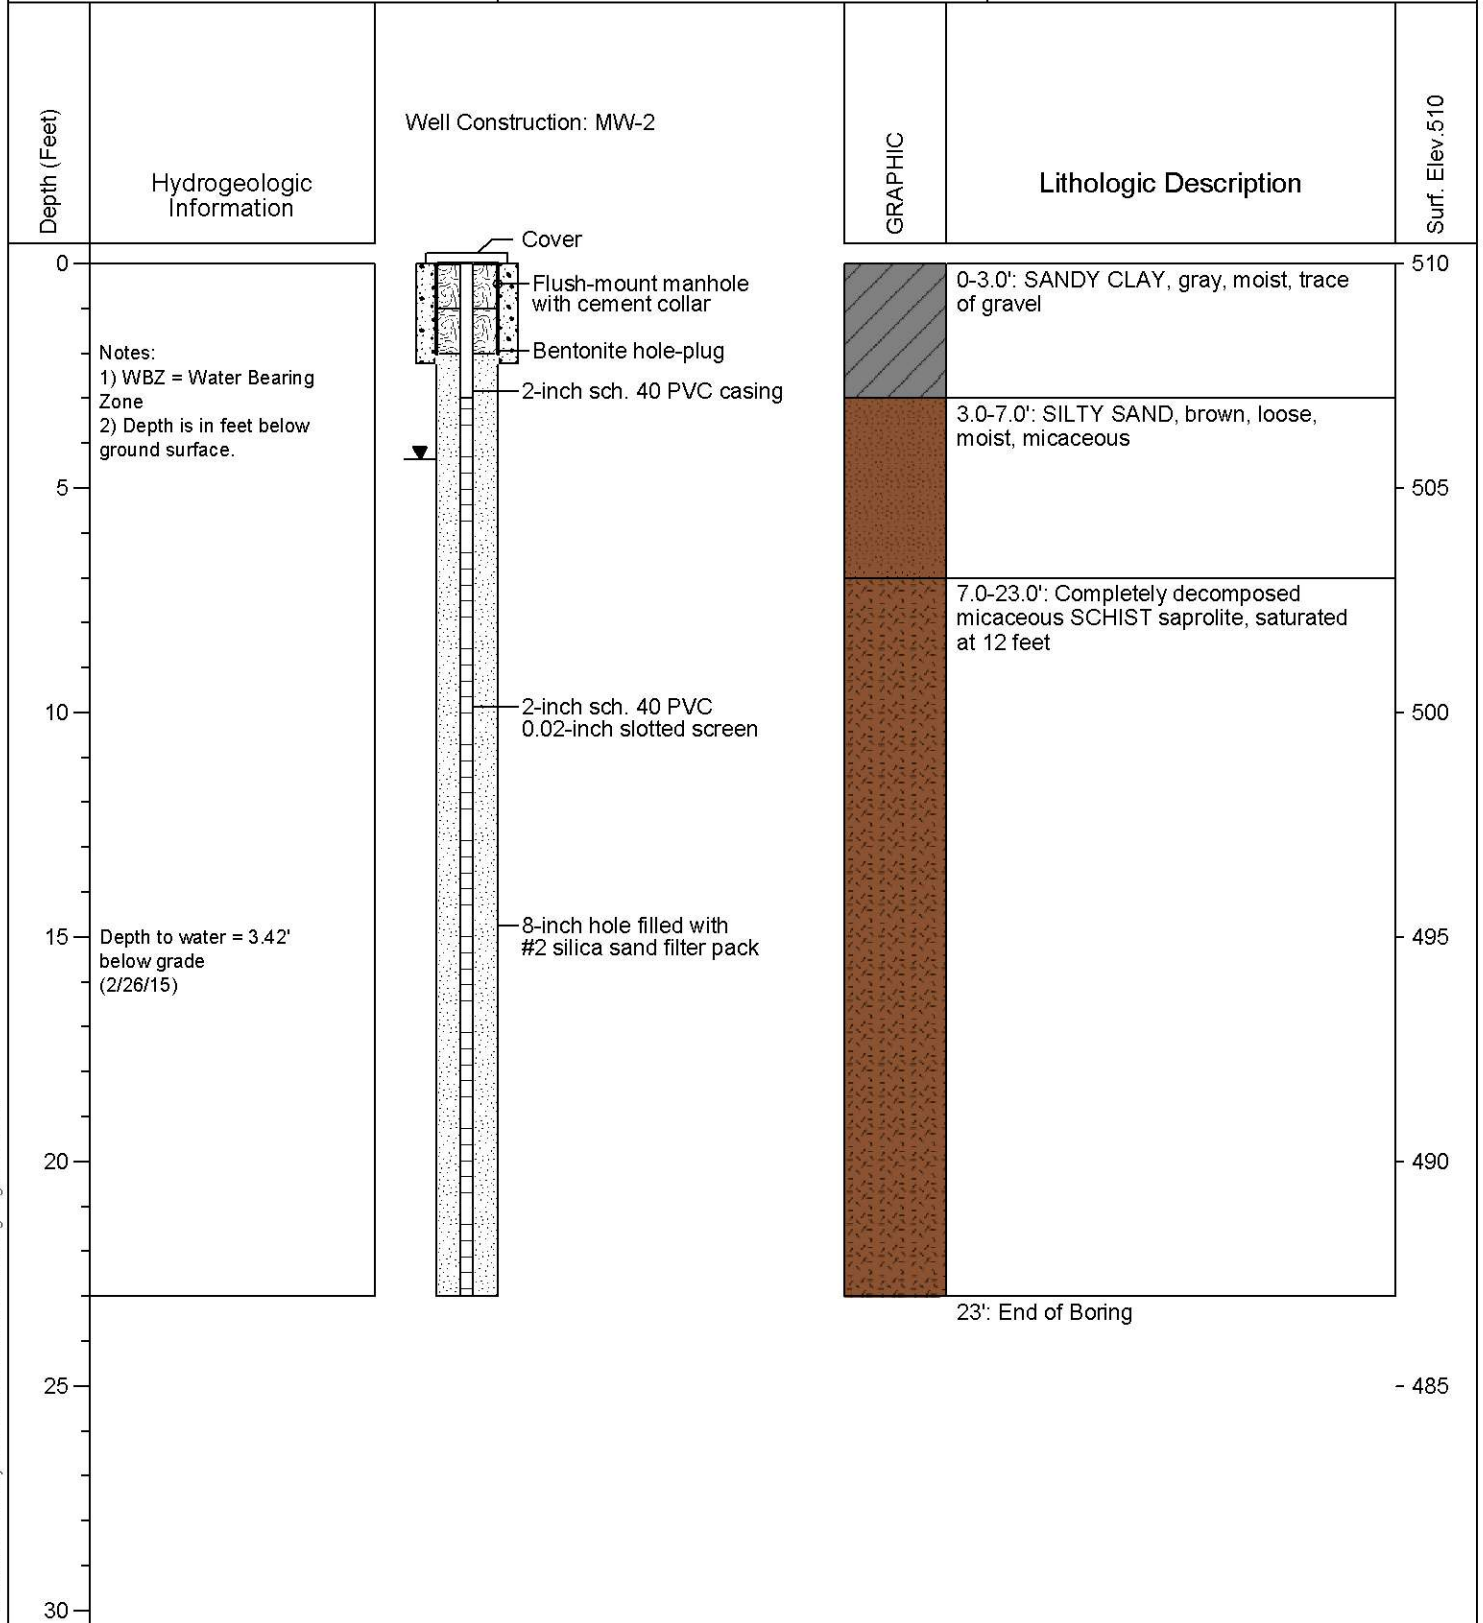 Depth (Feet)
Hydrogeologic
Information
Well Construction: MW-2
GRAPHIC
Lithologic Description
Surf. Elev.510
Cover
Flush-mount manhole
with cement collar
Bentonite hole-plug
2-inch sch. 40 PVC casing
2-inch sch. 40 PVC
0.02-inch slotted screen
8-inch hole filled with
#2 silica sand filter pack
0
5
10
15
20
25
30
Notes:
1) WBZ = Water Bearing
Zone
2) Depth is in feet below
ground surface.
Depth to water = 3.42'
below grade
(2/26/15)
0-3.0': SANDY CLAY, gray, moist, trace
of gravel
3.0-7.0': SILTY SAND, brown, loose,
moist, micaceous
7.0-23.0': Completely decomposed
micaceous SCHIST saprolite, saturated
at 12 feet
23': End of Boring
510
505
500
495
490
485